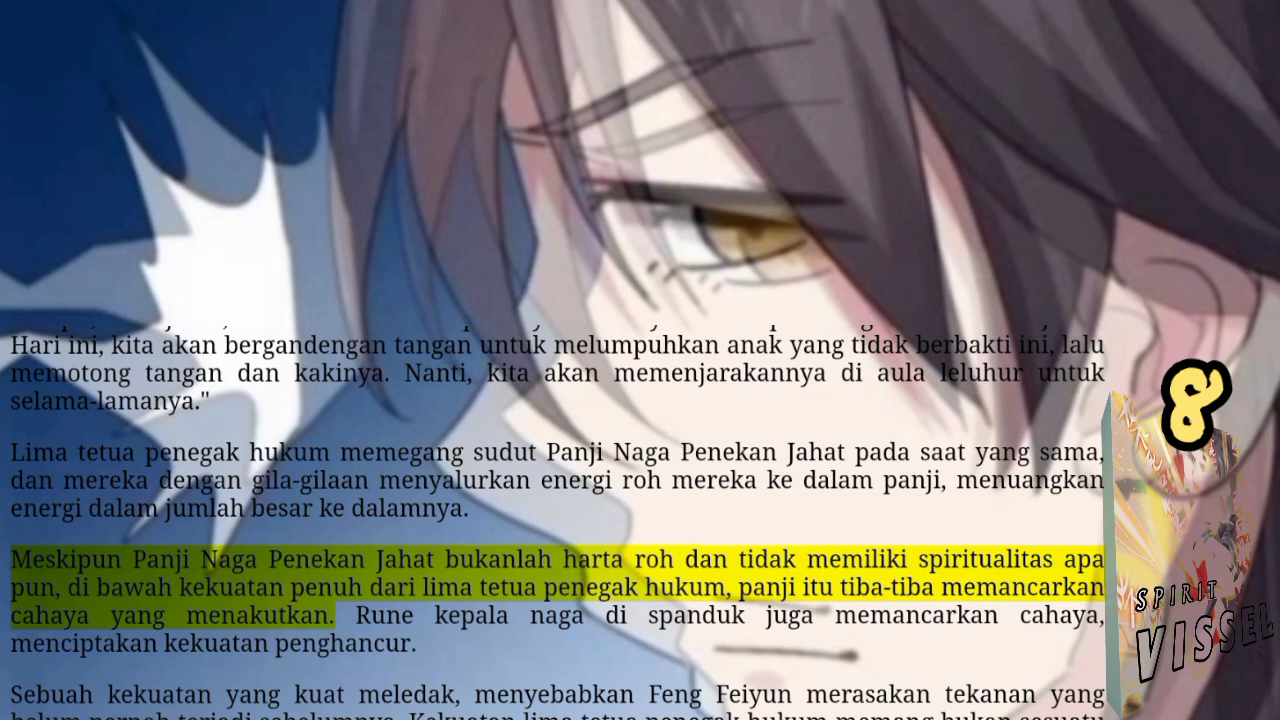 Hari ini, kita akan bergandengan tangan untuk melumpuhkan anak yang tidak berbakti ini, lalu
memotong tangan dan kakinya. Nanti, kita akan memenjarakannya di aula leluhur untuk
selama-lamanya."
Lima tetua penegak hukum memegang sudut Panji Naga Penekan Jahat pada saat yang sama,
dan mereka dengan gila-gilaan menyalurkan energi roh mereka ke dalam panji, menuangkan
energi dalam jumlah besar ke dalamnya.
Meskipun Panji Naga Penekan Jahat bukanlah harta roh dan tidak memiliki spiritualitas apa
pun, di bawah kekuatan penuh dari lima tetua penegak hukum, panji itu tiba-tiba memancarkan
cahaya yang menakutkan. Rune kepala naga di spanduk juga memancarkan cahaya,
menciptakan kekuatan penghancur.
Sebuah kekuatan yang kuat meledak, menyebabkan Feng Feiyun merasakan tekanan yang
8
SPIRIT
VISSEL